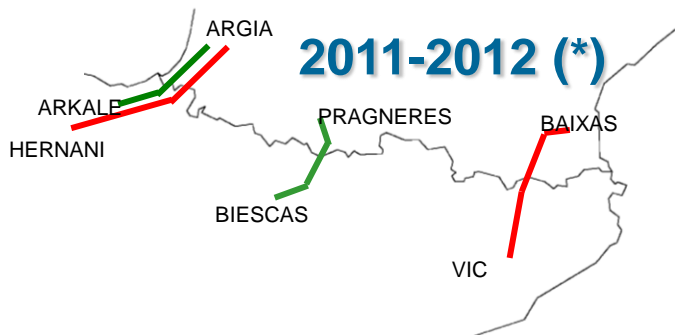 ARGIA
2011-2012 (*)
ARKALE
PRAGNERES
BAIXAS
HERNANI
BIESCAS
VIC